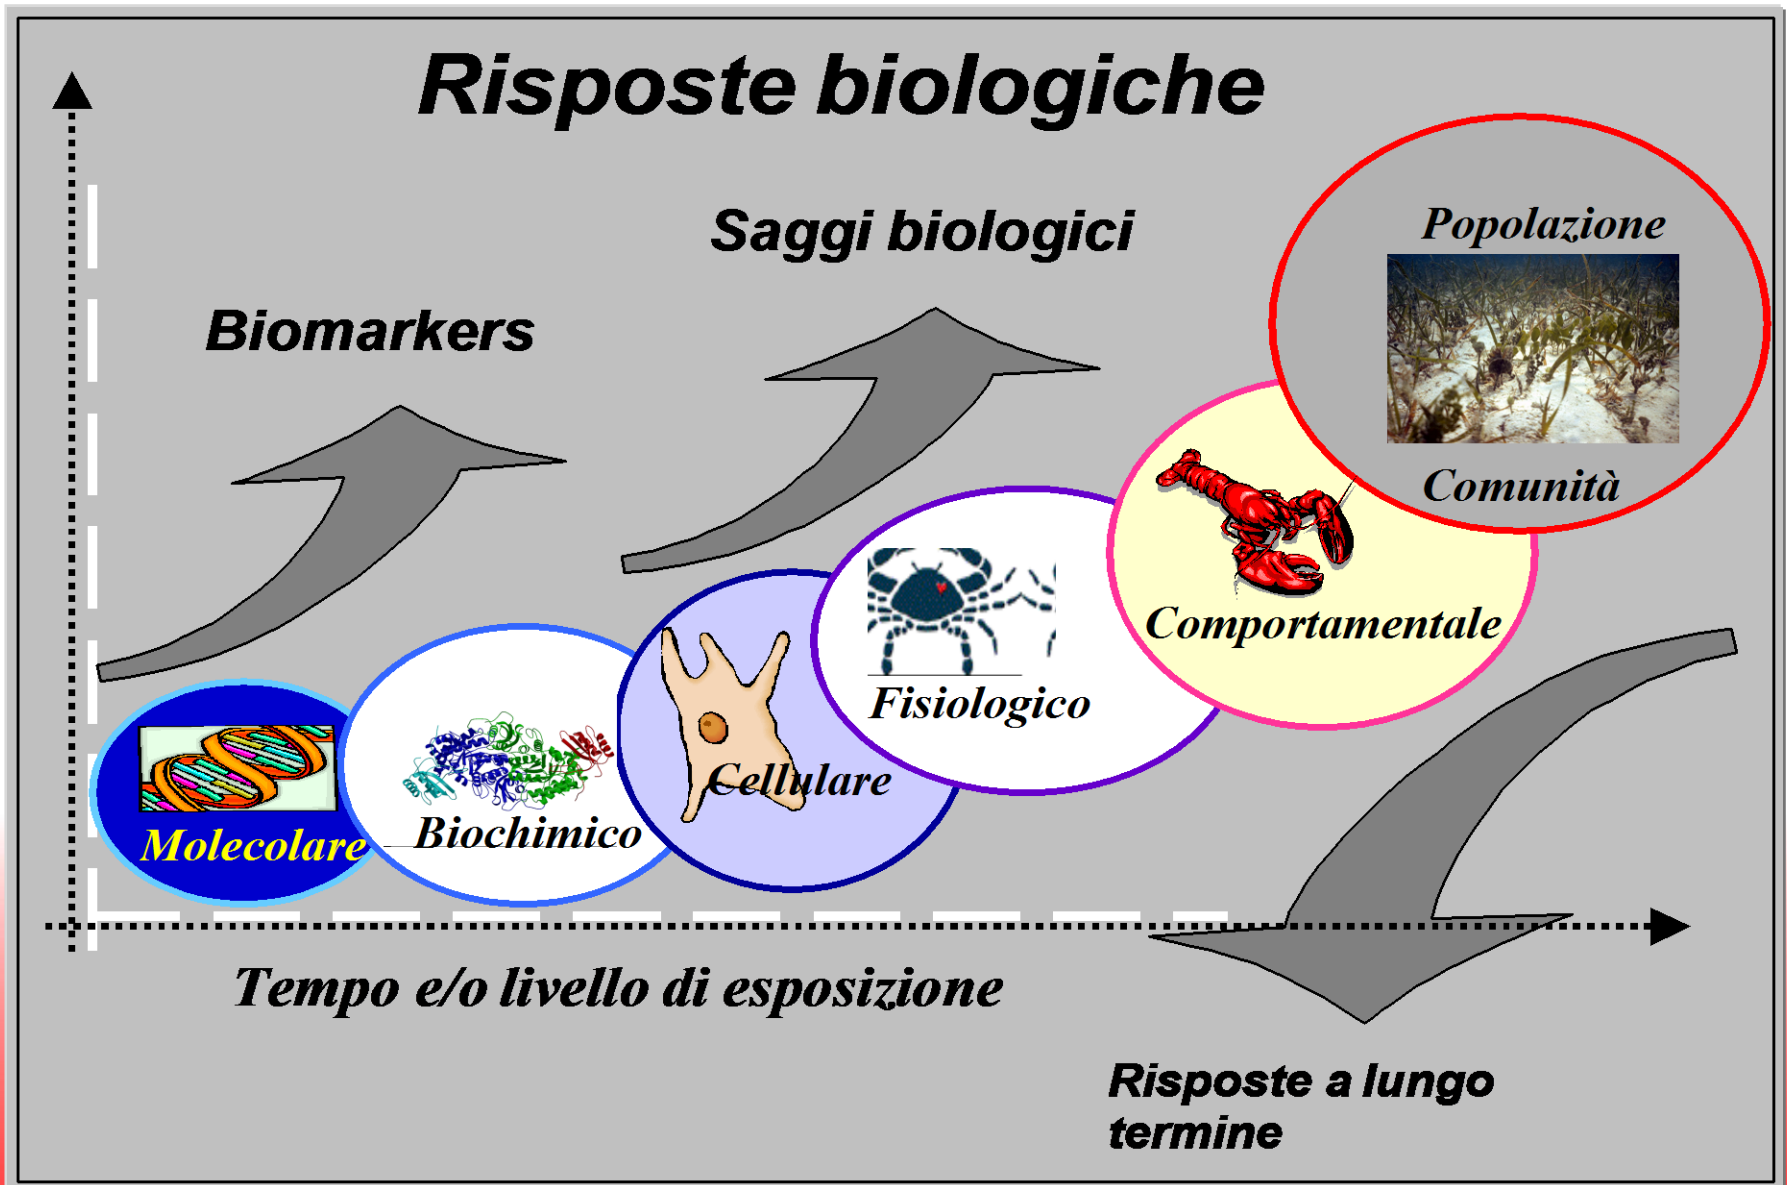 Risposte biologiche
Saggi biologici
Biomarkers
Popolazione
Comunità
Comportamentale
Fisiologico
Cellulare
Biochimico
Molecolare
Tempo e/o livello di esposizione
Risposte a lungo
termine